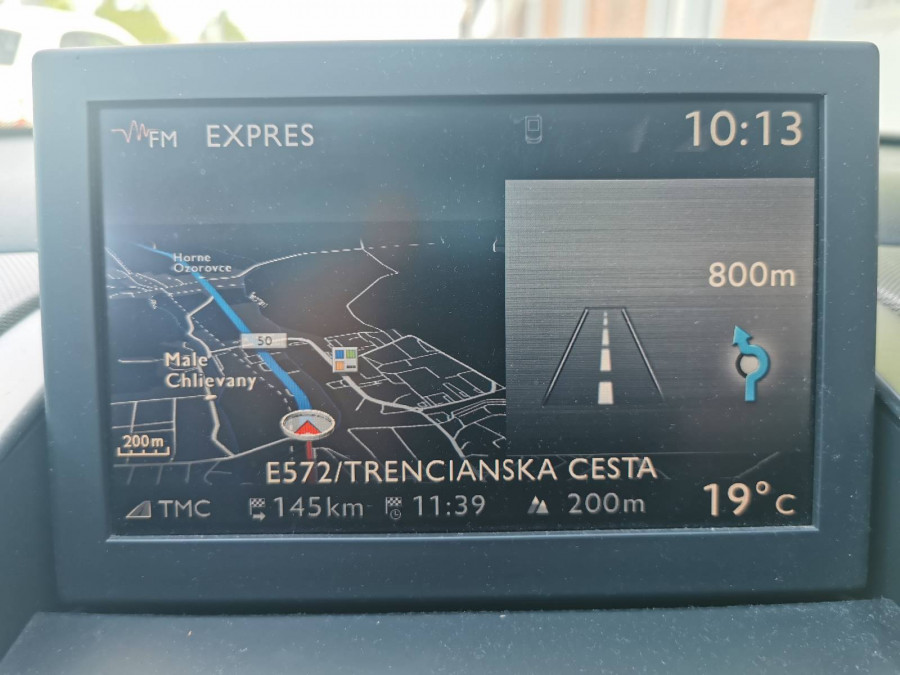 FM EXPRES 10:13
800m
Horne
Ozorovce
50
Male
Chlievany
200m
E572/TRENCIANSKA CESTA
TMC 145km 11:39 200m 19°C